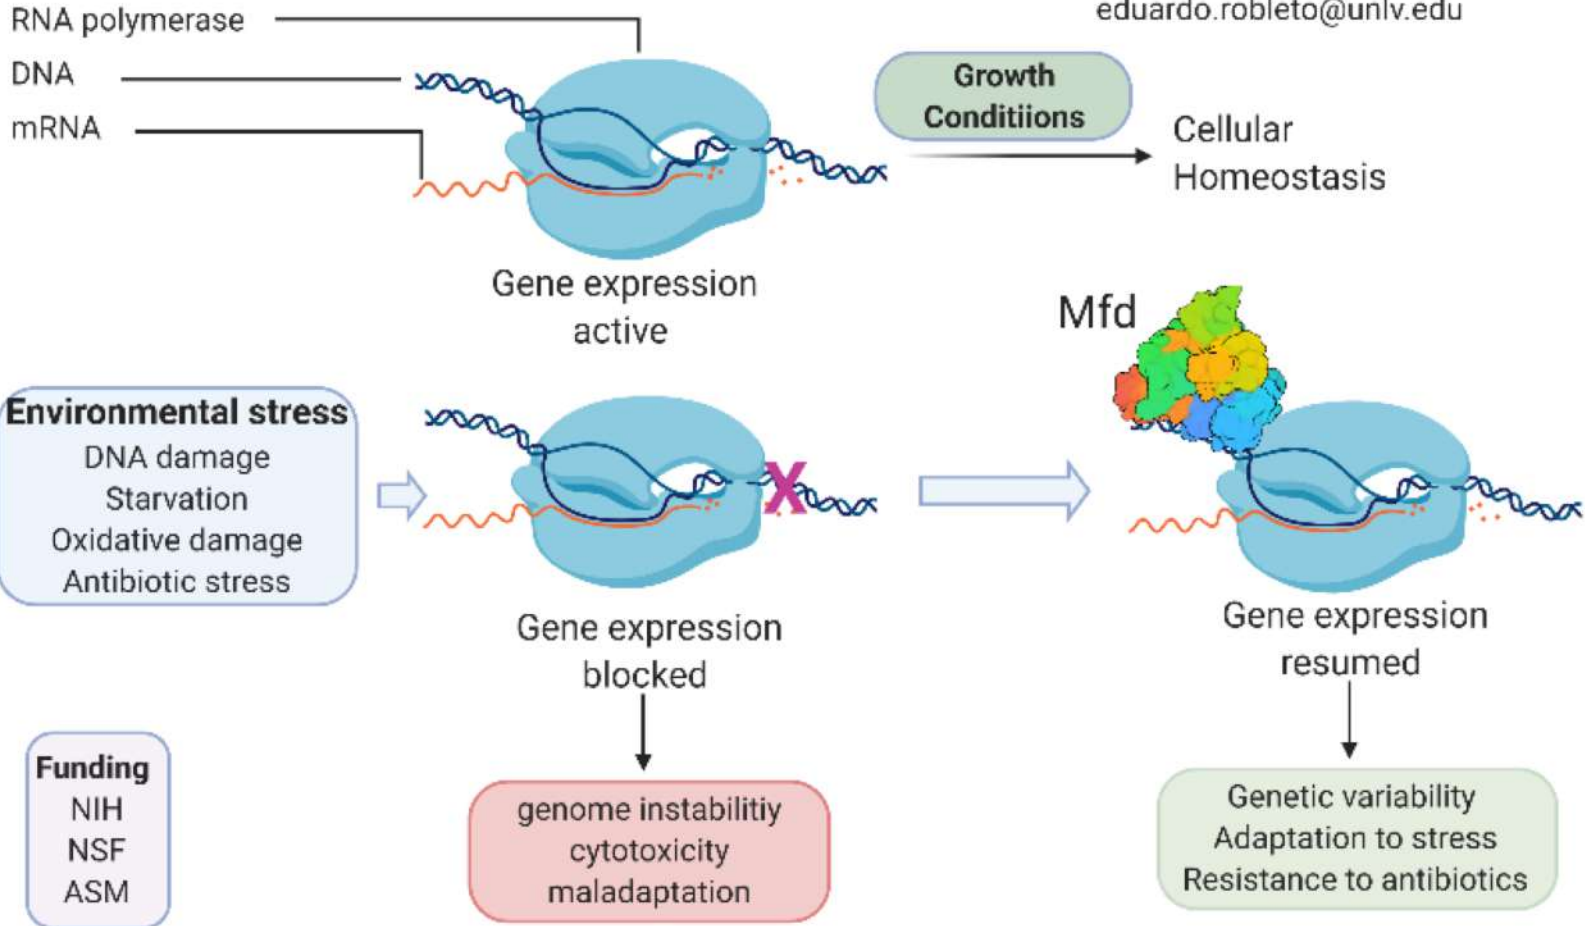 RNA polymerase
DNA
mRNA
eduardo.robleto@unlv.edu
Growth
Conditiions
Cellular
Homeostasis
Gene expression
active
Mfd
Environmental stress
DNA damage
Starvation
Oxidative damage
Antibiotic stress
X
Gene expression
blocked
Gene expression
resumed
Funding
NIH
NSF
ASM
genome instabilitiy
cytotoxicity
maladaptation
Genetic variability
Adaptation to stress
Resistance to antibiotics